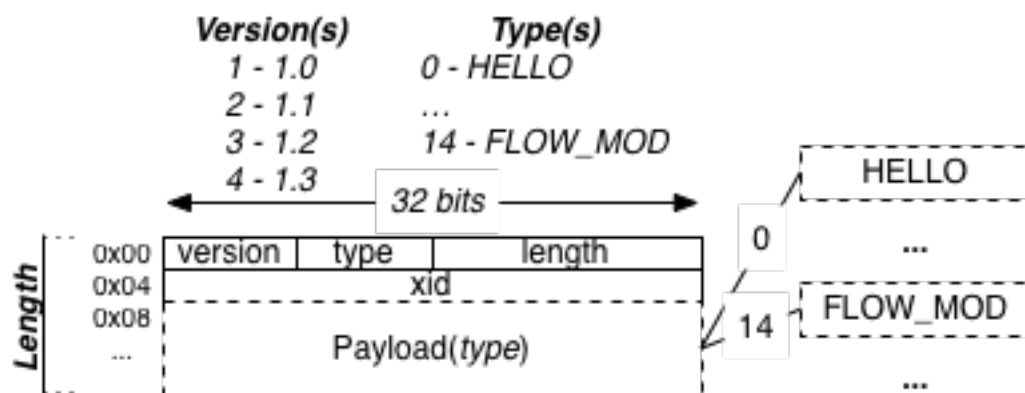 Version(s) Type(s)
1 - 1.0 0 - HELLO
2 - 1.1 ...
3 - 1.2 14 - FLOW_MOD
4 - 1.3
HELLO
32 bits
0
...
0x00 version type length
0x04 xid
0x08
FLOW_MOD
14
... Payload(type)
...
Length